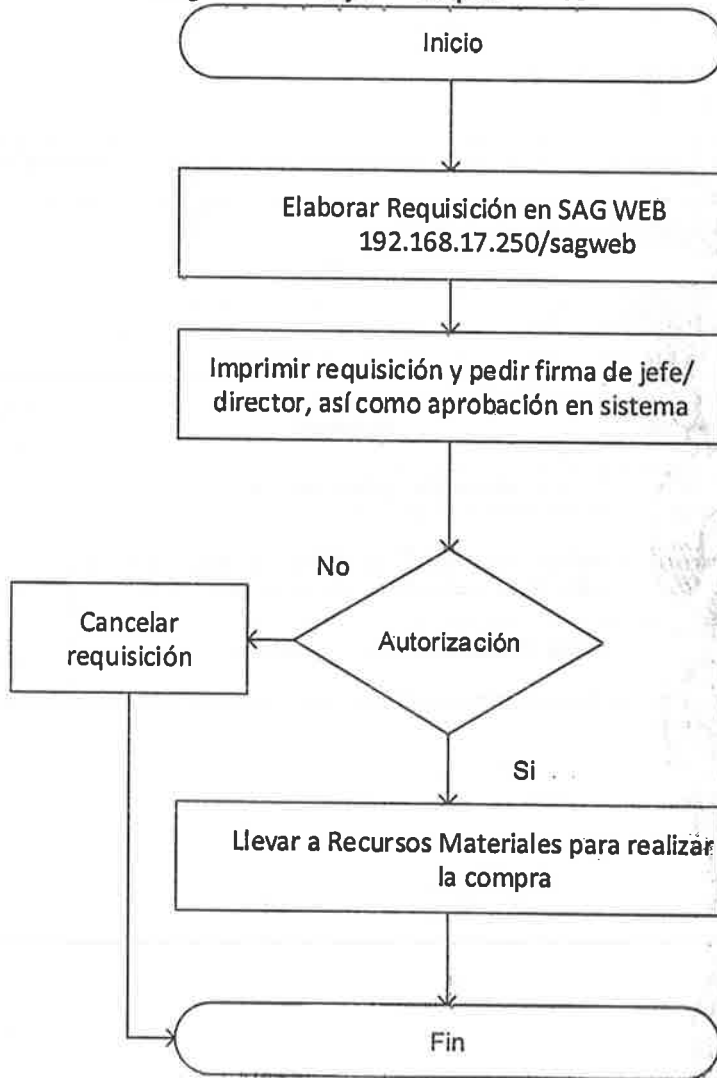 Inicio
Elaborar Requisición en SAG WEB
192.168.17.250/sagweb
Imprimir requisición y pedir firma de jefe/
director, así como aprobación en sistema
No
Cancelar
requisición
Autorización
Si
Llevar a Recursos Materiales para realizar
la compra
Fin